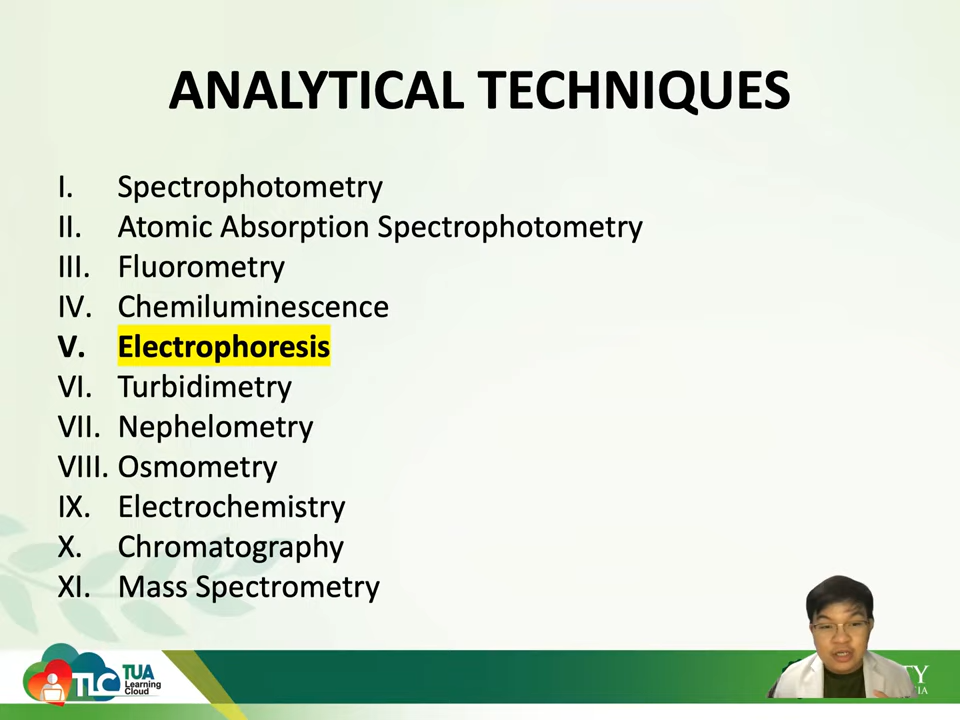 ANALYTICAL TECHNIQUES
I. Spectrophotometry
II. Atomic Absorption Spectrophotometry
III. Fluorometry
IV. Chemiluminescence
V. Electrophoresis
VI. Turbidimetry
VII. Nephelometry
VIII. Osmometry
IX. Electrochemistry
X. Chromatography
XI. Mass Spectrometry
TLC TUA
Learning
Cloud